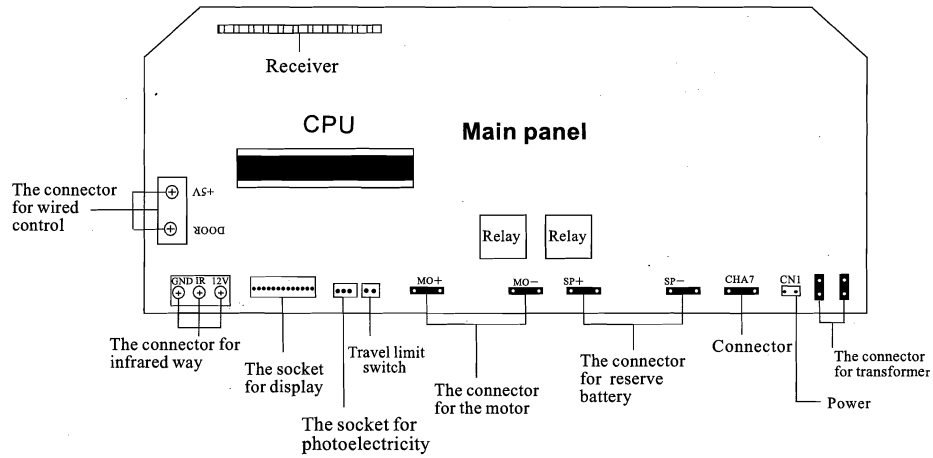 Receiver
CPU
Main panel
The connector
for wired
control
+5V
DOOR
Relay
Relay
GND IR 12V
MO+
MO−
SP+
SP−
CHA7
CN1
The connector for
infrared way
The socket
for display
Travel limit
switch
The socket for
photoelectricity
The connector
for the motor
The connector
for reserve
battery
Connector
Power
The connector
for transformer